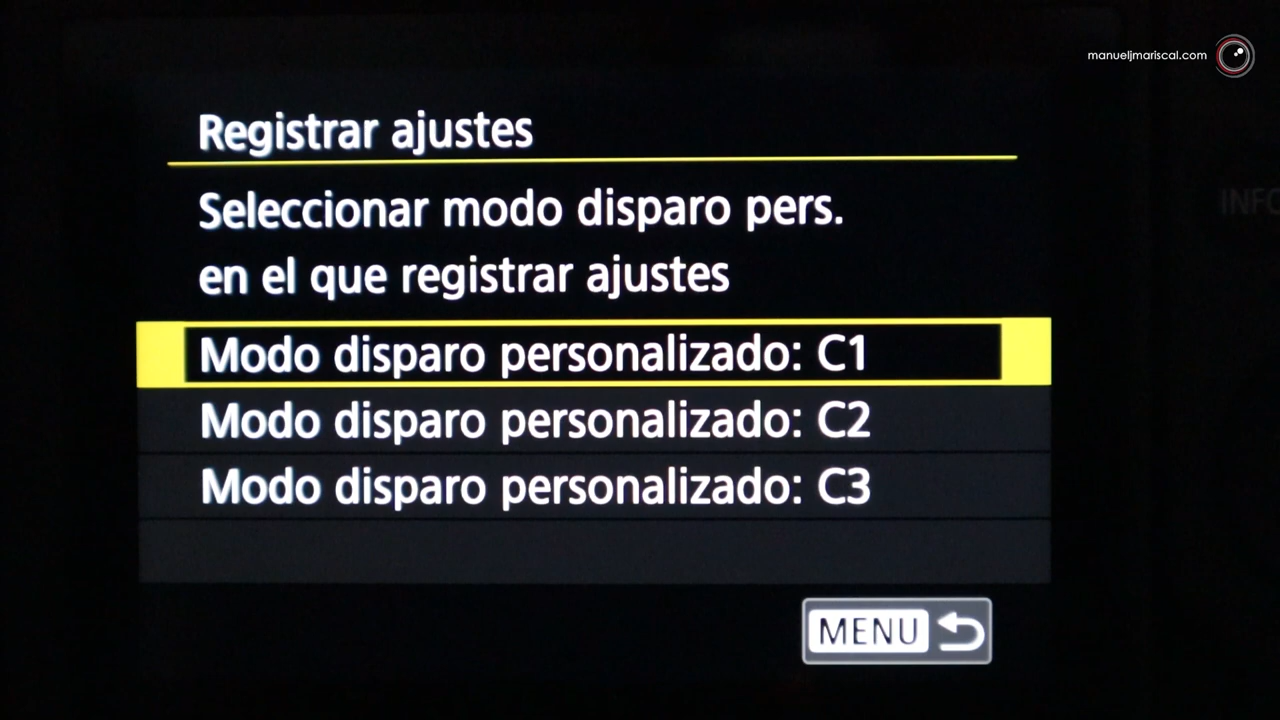 manueljmariscal.com
Registrar ajustes
Seleccionar modo disparo pers.
en el que registrar ajustes
Modo disparo personalizado: C1
Modo disparo personalizado: C2
Modo disparo personalizado: C3
MENU